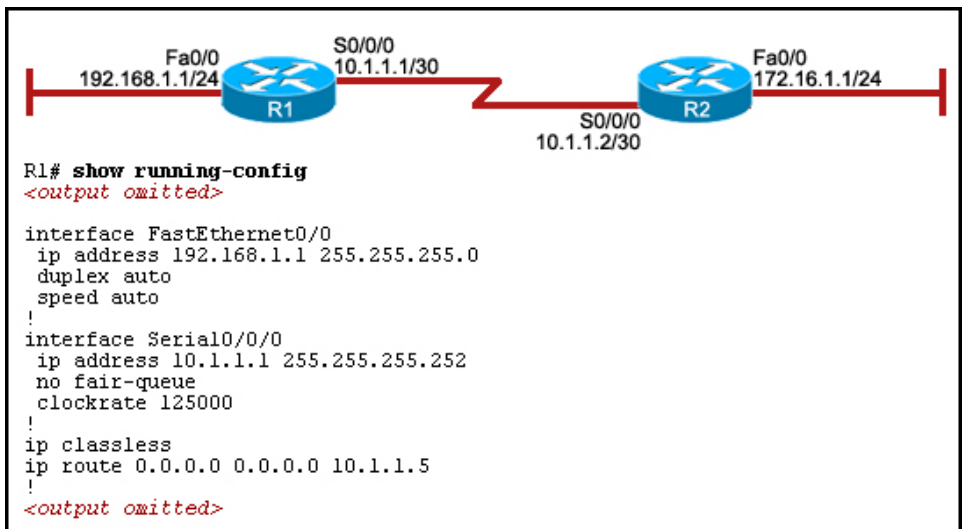 Fa0/0
192.168.1.1/24
S0/0/0
10.1.1.1/30
R1
Fa0/0
172.16.1.1/24
R2
S0/0/0
10.1.1.2/30
R1# show running-config
<output omitted>
interface FastEthernet0/0
ip address 192.168.1.1 255.255.255.0
duplex auto
speed auto
!
interface Serial0/0/0
ip address 10.1.1.1 255.255.255.252
no fair-queue
clockrate 125000
!
ip classless
ip route 0.0.0.0 0.0.0.0 10.1.1.5
!
<output omitted>